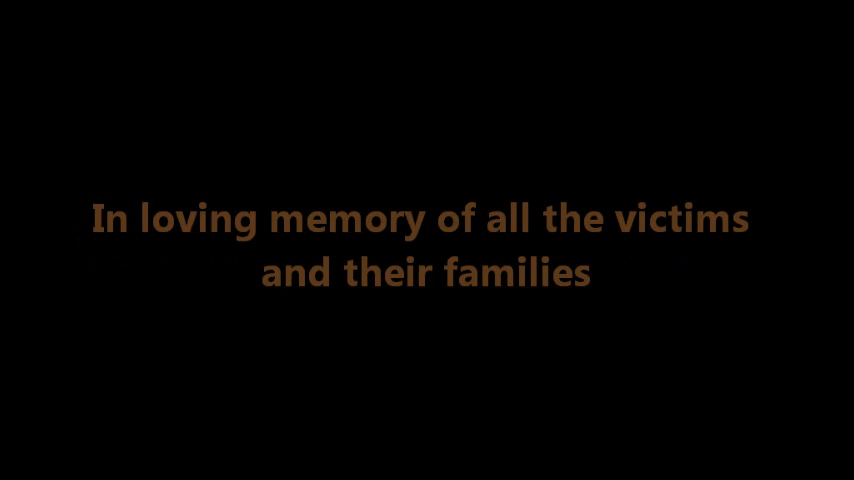 In loving memory of all the victims
and their families